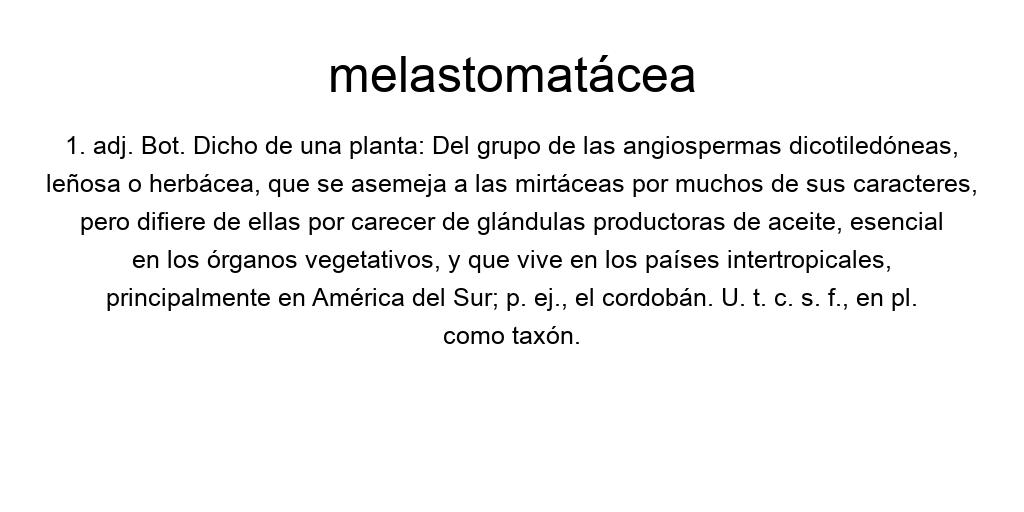 melastomatácea
1. adj. Bot. Dicho de una planta: Del grupo de las angiospermas dicotiledóneas,
leñosa o herbácea, que se asemeja a las mirtáceas por muchos de sus caracteres,
pero difiere de ellas por carecer de glándulas productoras de aceite, esencial
en los órganos vegetativos, y que vive en los países intertropicales,
principalmente en América del Sur; p. ej., el cordobán. U. t. c. s. f., en pl.
como taxón.